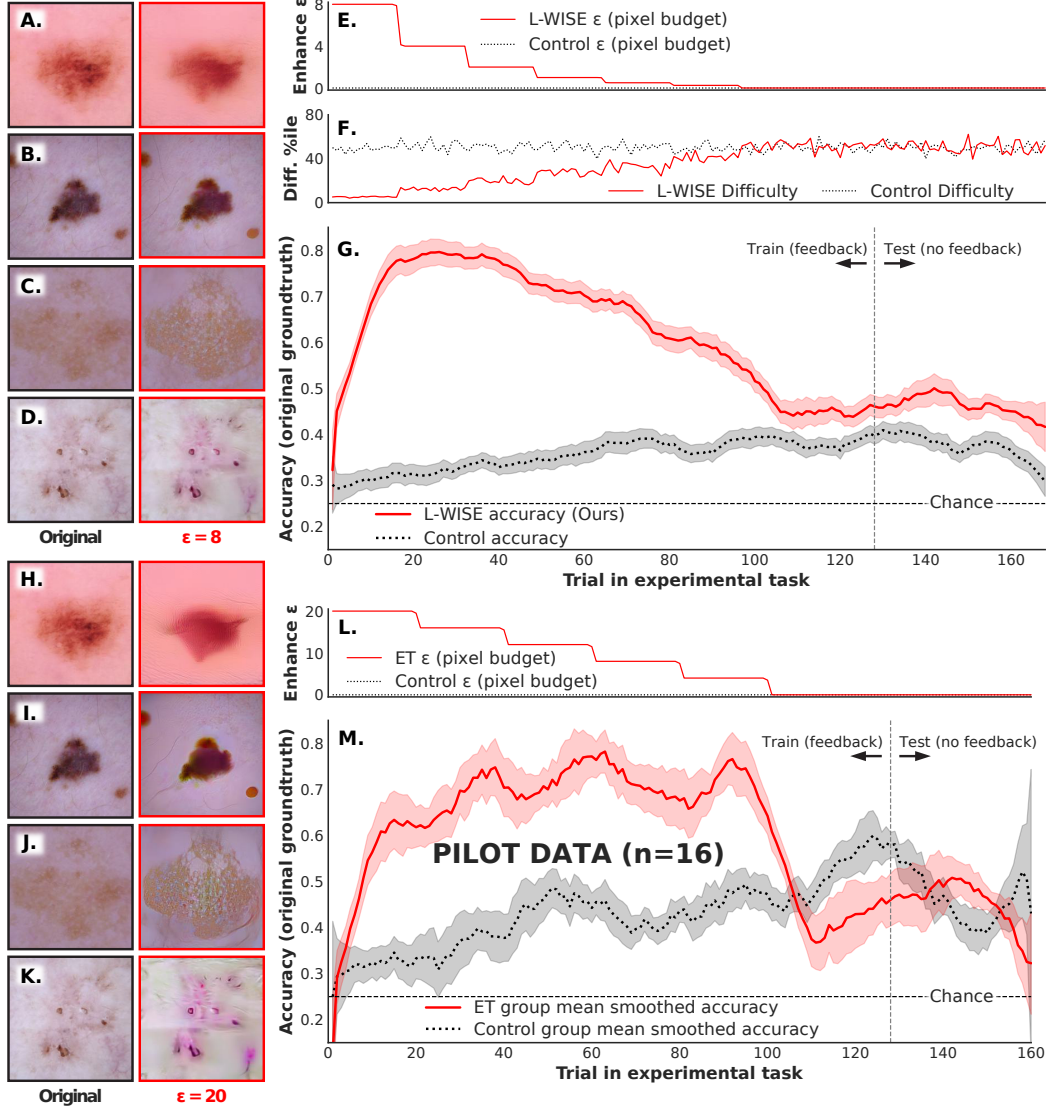 A.
B.
C.
D.
Original
ε = 8
Enhance ε
8
4
0
E.
L-WISE ε (pixel budget)
Control ε (pixel budget)
Diff. %ile
80
40
0
F.
L-WISE Difficulty
Control Difficulty
Accuracy (original groundtruth)
0.8
0.7
0.6
0.5
0.4
0.3
0.2
G.
Train (feedback)
Test (no feedback)
Chance
L-WISE accuracy (Ours)
Control accuracy
0 20 40 60 80 100 120 140 160
Trial in experimental task
H.
I.
J.
K.
Original
ε = 20
Enhance ε
20
10
0
L.
ET ε (pixel budget)
Control ε (pixel budget)
Accuracy (original groundtruth)
0.8
0.7
0.6
0.5
0.4
0.3
0.2
M.
Train (feedback)
Test (no feedback)
PILOT DATA (n=16)
Chance
ET group mean smoothed accuracy
Control group mean smoothed accuracy
0 20 40 60 80 100 120 140 160
Trial in experimental task